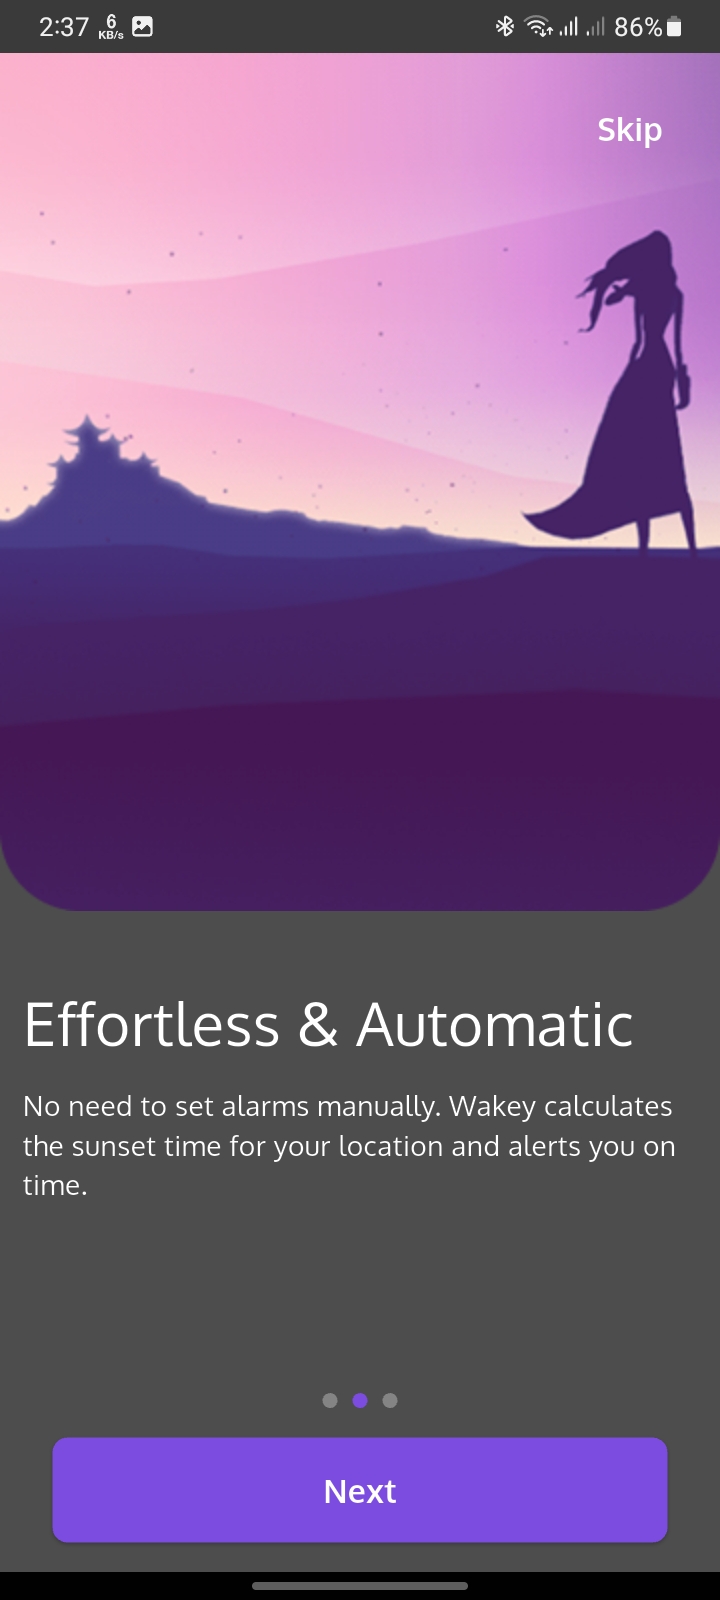 2:37 6 KB/s 86%
Skip
Effortless & Automatic
No need to set alarms manually. Wakey calculates
the sunset time for your location and alerts you on
time.
Next